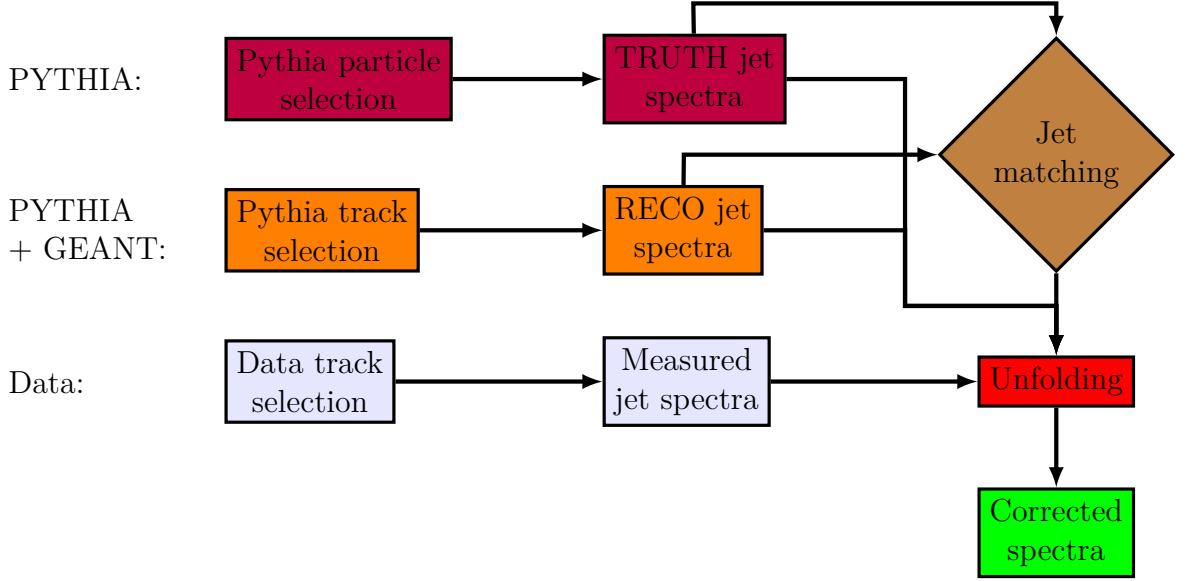 PYTHIA:
Pythia particle
selection
TRUTH jet
spectra
Jet
matching
PYTHIA
+ GEANT:
Pythia track
selection
RECO jet
spectra
Data:
Data track
selection
Measured
jet spectra
Unfolding
Corrected
spectra